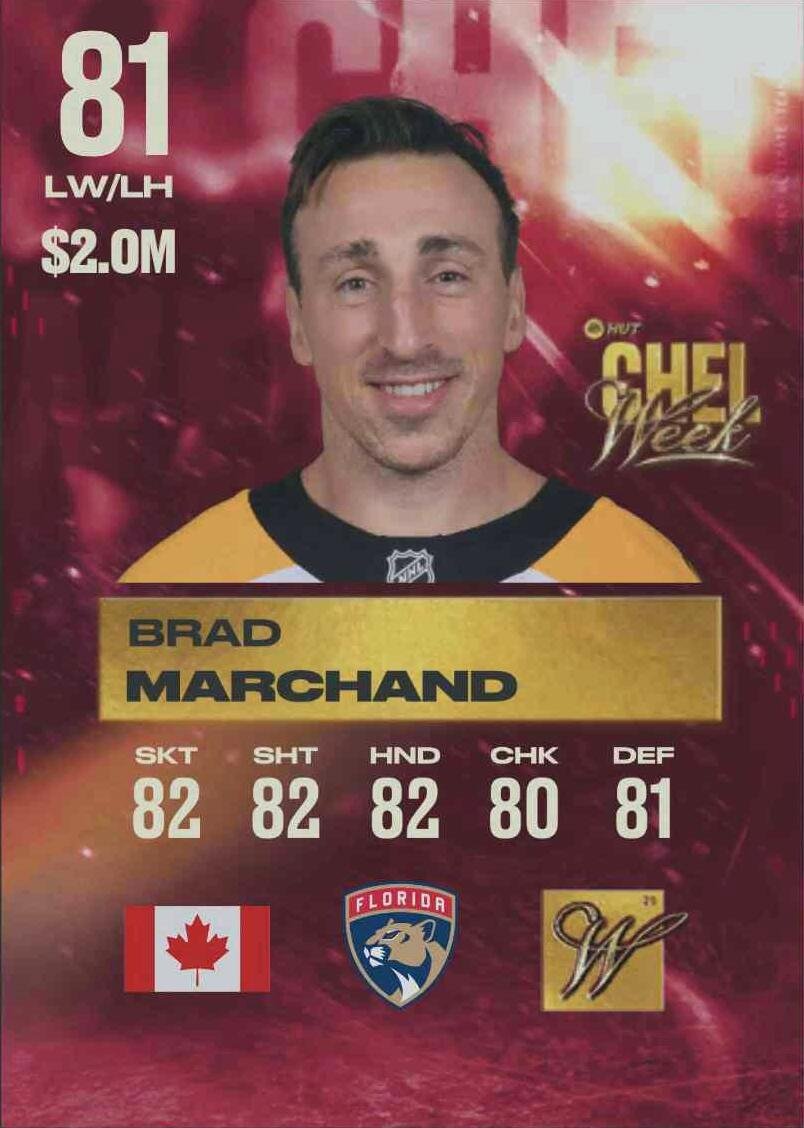 81
LW/LH
$2.0M
HUT
CHEL
Week
NHL
BRAD
MARCHAND
SKT SHT HND CHK DEF
82 82 82 80 81
FLORIDA
W